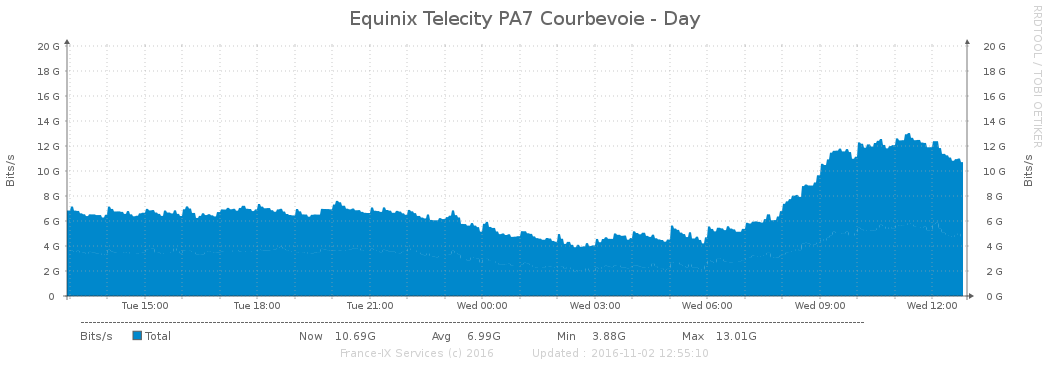 Equinix Telecity PA7 Courbevoie - Day
RRDTOOL / TOBI OETIKER
Bits/s
Bits/s
20 G 20 G
18 G 18 G
16 G 16 G
14 G 14 G
12 G 12 G
10 G 10 G
8 G 8 G
6 G 6 G
4 G 4 G
2 G 2 G
0 0 G
Tue 15:00 Tue 18:00 Tue 21:00 Wed 00:00 Wed 03:00 Wed 06:00 Wed 09:00 Wed 12:00
Bits/s Total Now 10.69G Avg 6.99G Min 3.88G Max 13.01G
France-IX Services (c) 2016 Updated : 2016-11-02 12:55:10